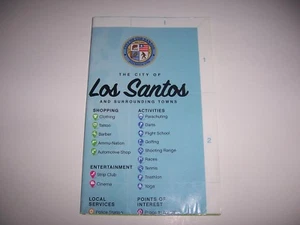 THE CITY OF
Los Santos
AND SURROUNDING TOWNS
SHOPPING
Clothing
Tattoo
Barber
Ammu-Nation
Automotive Shop
ENTERTAINMENT
Strip Club
Cinema
LOCAL
SERVICES
ACTIVITIES
Parachuting
Darts
Flight School
Golfing
Shooting Range
Races
Tennis
Triathlon
Yoga
POINTS OF
INTEREST